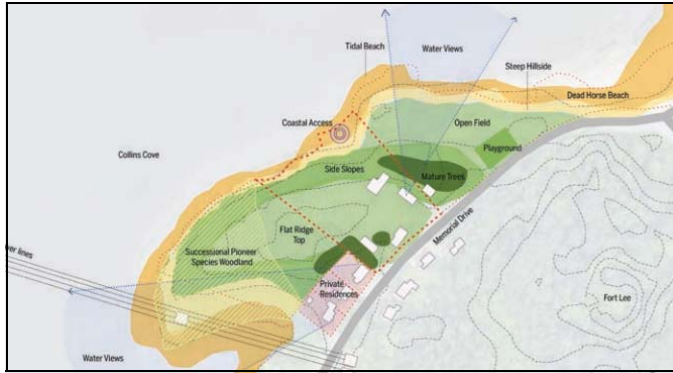 Tidal Beach
Water Views
Steep Hillside
Dead Horse Beach
Coastal Access
Open Field
Collins Cove
Playground
Side Slopes
Mature Trees
Flat Ridge
Top
Memorial Drive
Successional Pioneer
Species Woodland
lines
Private
Residences
Fort Lee
Water Views